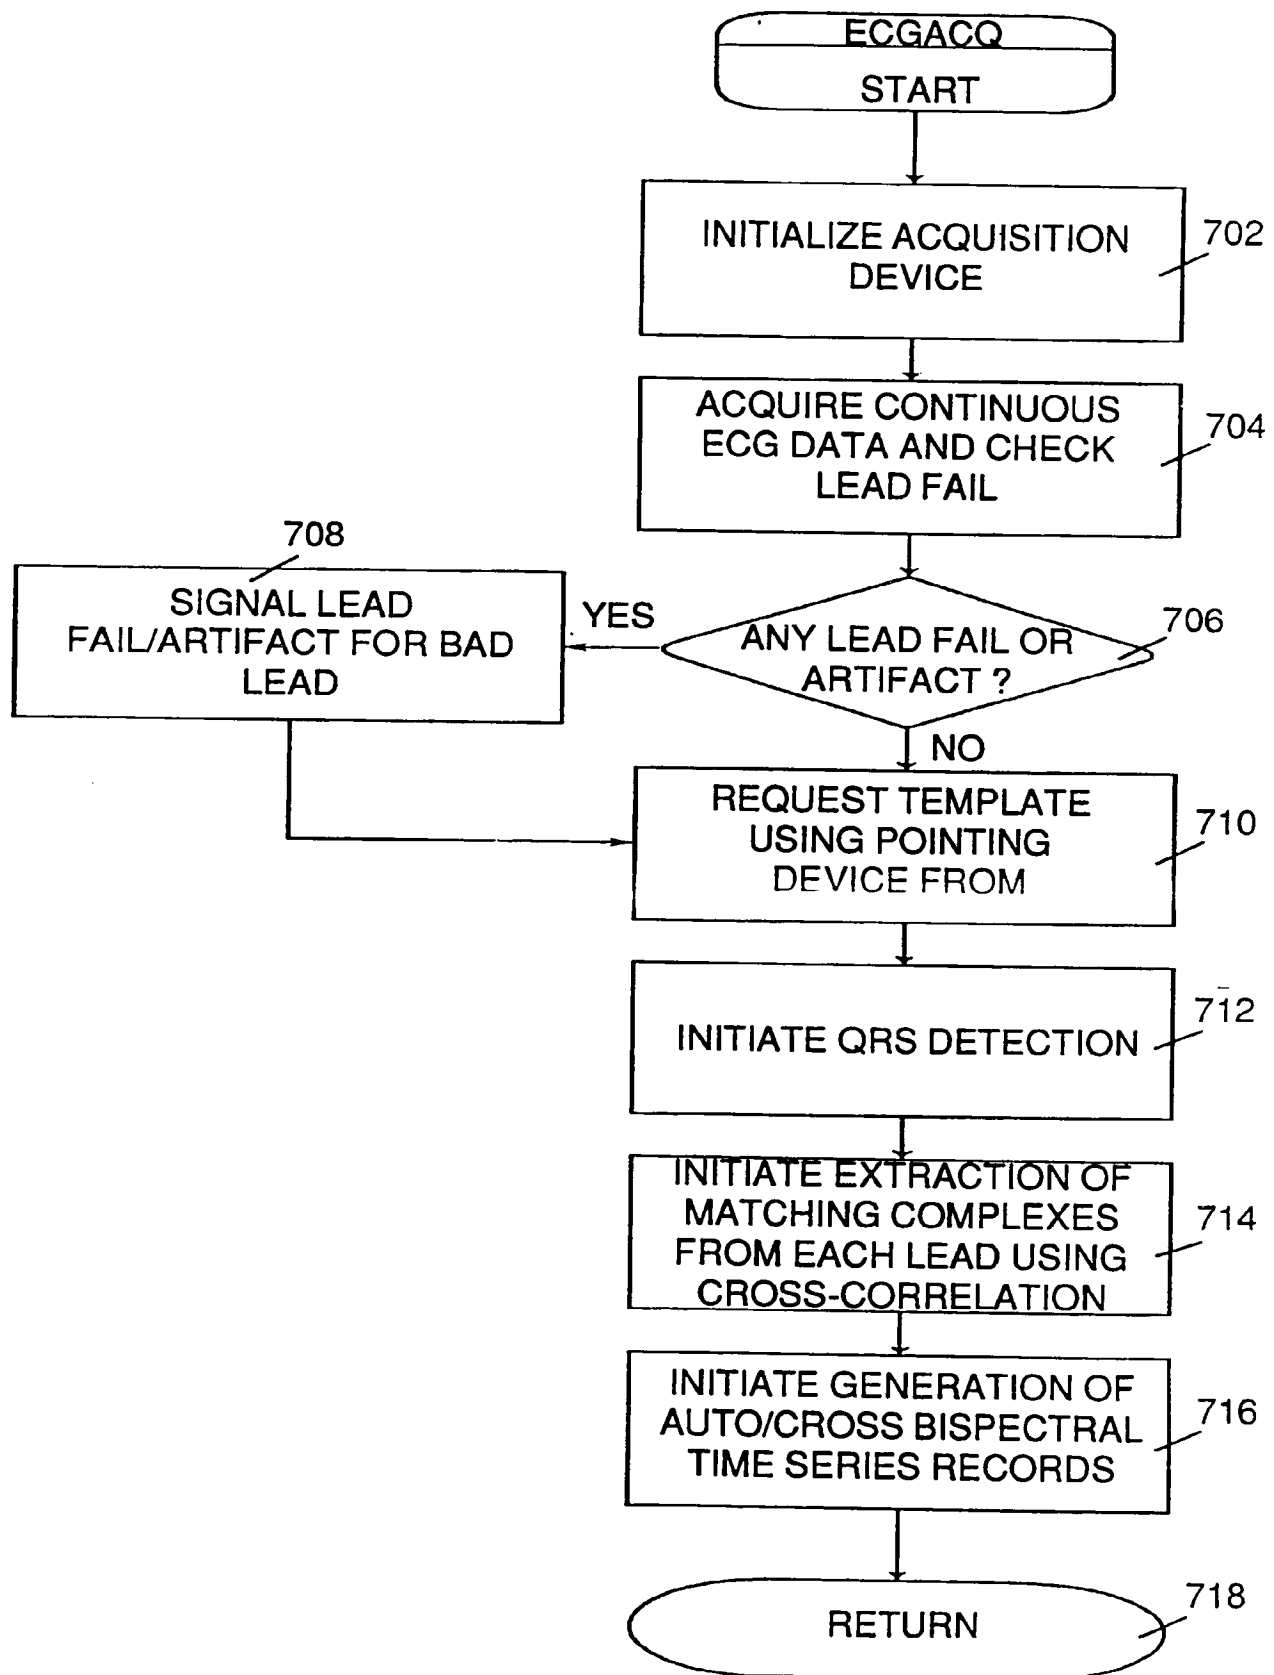 ECGACQ
START
INITIALIZE ACQUISITION
DEVICE
702
ACQUIRE CONTINUOUS
ECG DATA AND CHECK
LEAD FAIL
704
ANY LEAD FAIL OR
ARTIFACT ?
706
YES
708
SIGNAL LEAD
FAIL/ARTIFACT FOR BAD
LEAD
NO
REQUEST TEMPLATE
USING POINTING
DEVICE FROM
710
INITIATE QRS DETECTION
712
INITIATE EXTRACTION OF
MATCHING COMPLEXES
FROM EACH LEAD USING
CROSS-CORRELATION
714
INITIATE GENERATION OF
AUTO/CROSS BISPECTRAL
TIME SERIES RECORDS
716
RETURN
718